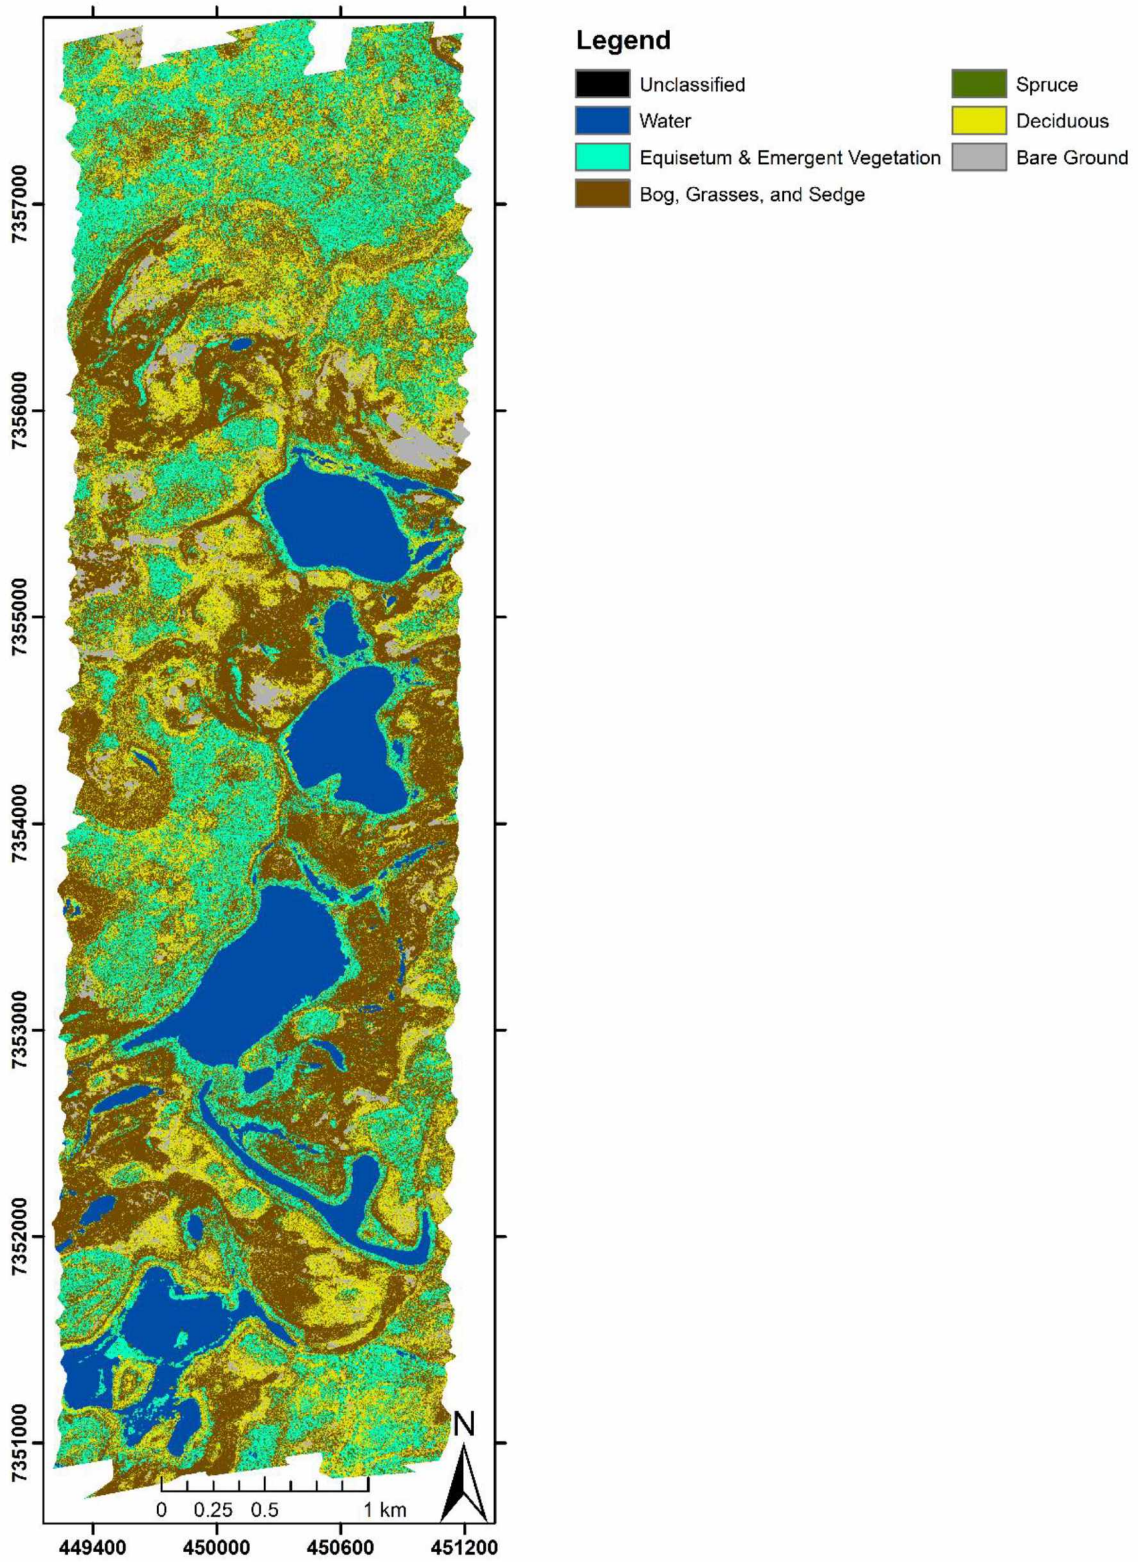 Legend
Unclassified
Water
Equisetum & Emergent Vegetation
Bog, Grasses, and Sedge
Spruce
Deciduous
Bare Ground
7357000
7356000
7355000
7354000
7353000
7352000
7351000
N
0 0.25 0.5 1 km
449400 450000 450600 451200